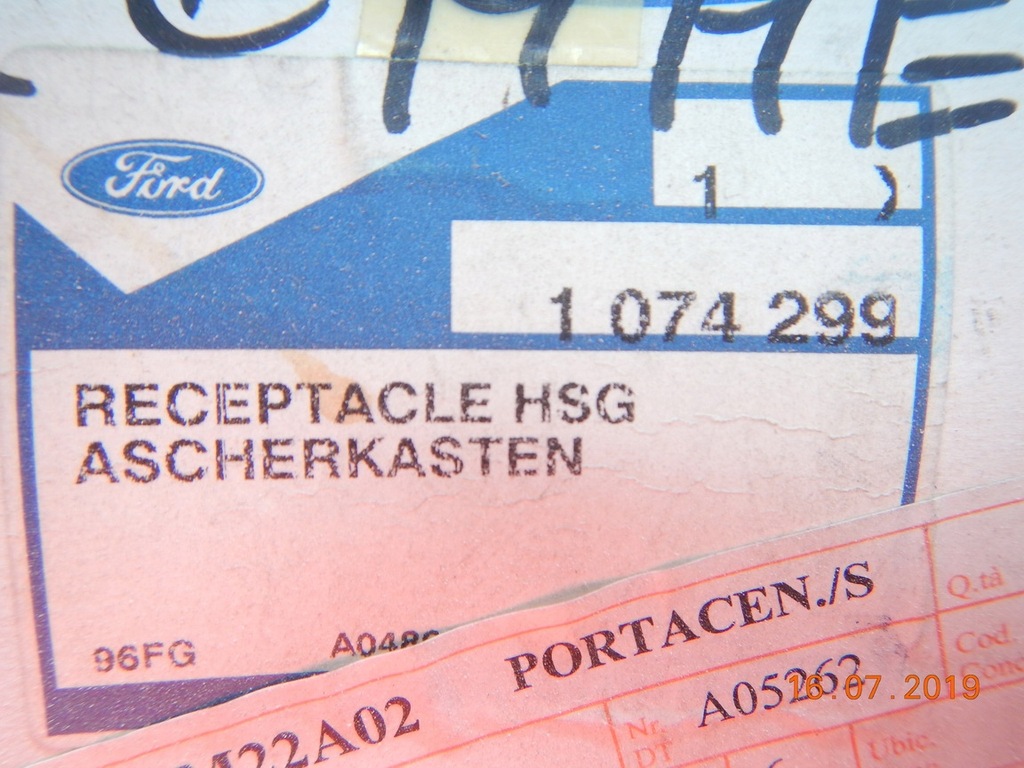 Ford
1
1 074 299
RECEPTACLE HSG
ASCHERKASTEN
96FG
PORTACEN./S
Q.tà
Cod.
A05262
Nr.
DT
Ubic.
16.07.2019